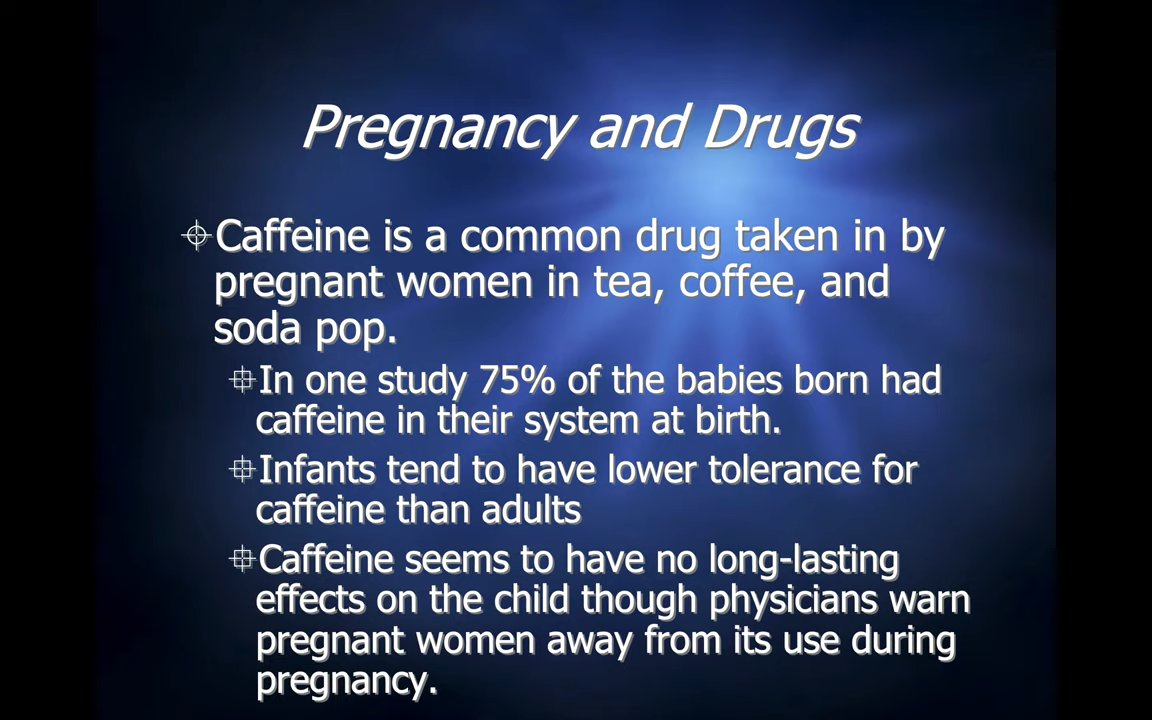 Pregnancy and Drugs
Caffeine is a common drug taken in by
pregnant women in tea, coffee, and
soda pop.
In one study 75% of the babies born had
caffeine in their system at birth.
Infants tend to have lower tolerance for
caffeine than adults
Caffeine seems to have no long-lasting
effects on the child though physicians warn
pregnant women away from its use during
pregnancy.